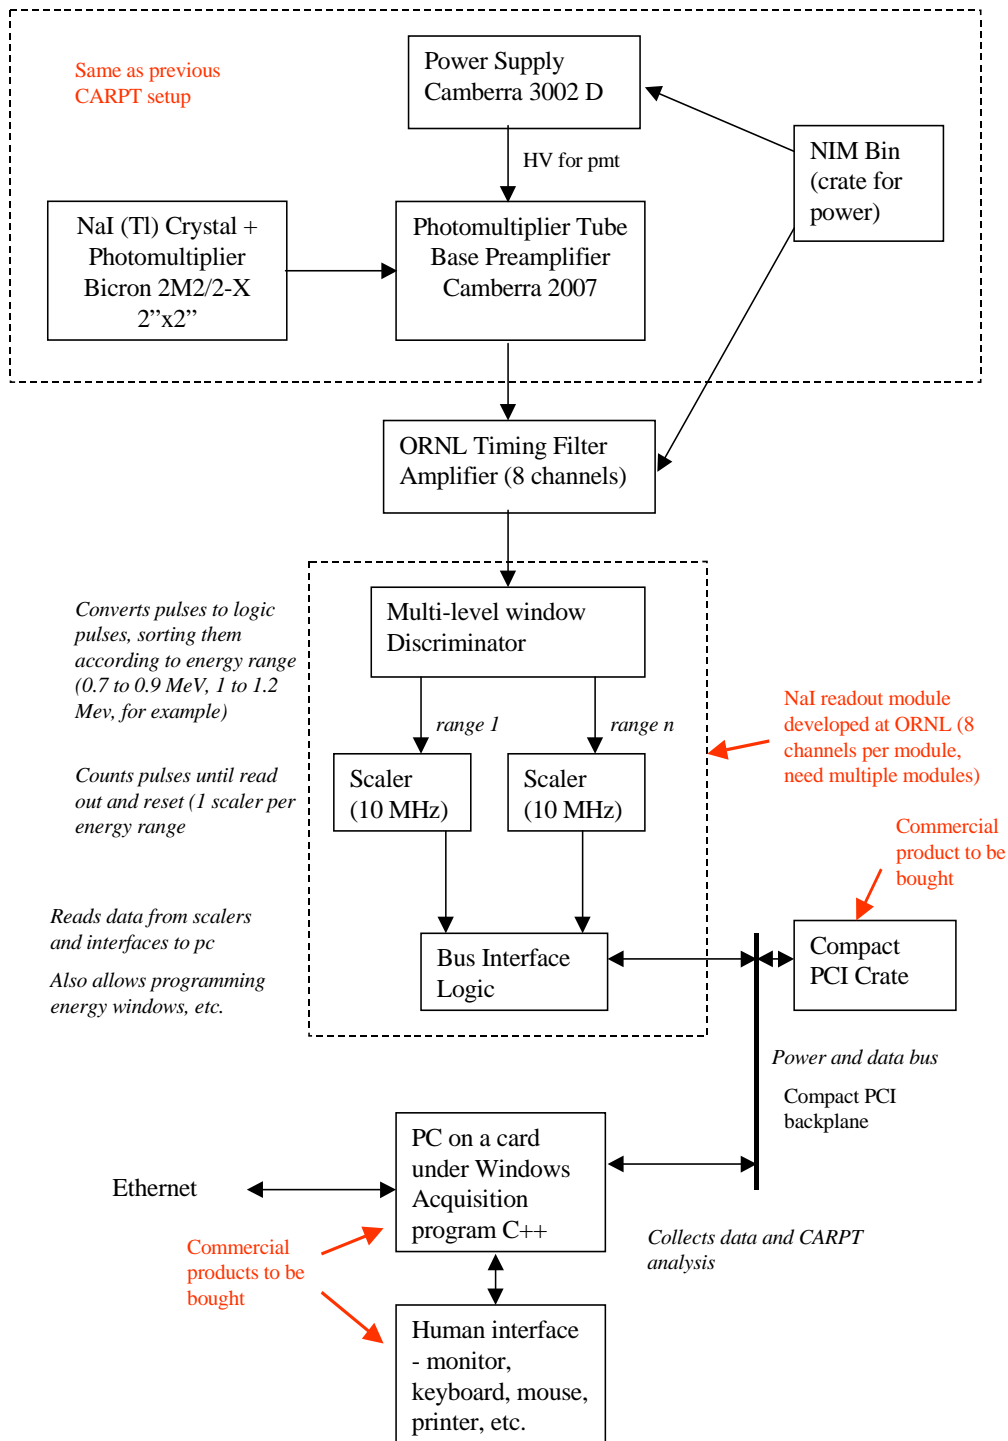 Same as previous
CARPT setup
Power Supply
Camberra 3002 D
HV for pmt
NIM Bin
(crate for
power)
NaI (Tl) Crystal +
Photomultiplier
Bicron 2M2/2-X
2”x2”
Photomultiplier Tube
Base Preamplifier
Camberra 2007
ORNL Timing Filter
Amplifier (8 channels)
Converts pulses to logic
pulses, sorting them
according to energy range
(0.7 to 0.9 MeV, 1 to 1.2
Mev, for example)
Multi-level window
Discriminator
range 1
range n
NaI readout module
developed at ORNL (8
channels per module,
need multiple modules)
Counts pulses until read
out and reset (1 scaler per
energy range
Scaler
(10 MHz)
Scaler
(10 MHz)
Commercial
product to be
bought
Reads data from scalers
and interfaces to pc
Also allows programming
energy windows, etc.
Bus Interface
Logic
Compact
PCI Crate
Power and data bus
Compact PCI
backplane
Ethernet
PC on a card
under Windows
Acquisition
program C++
Collects data and CARPT
analysis
Commercial
products to be
bought
Human interface
- monitor,
keyboard, mouse,
printer, etc.